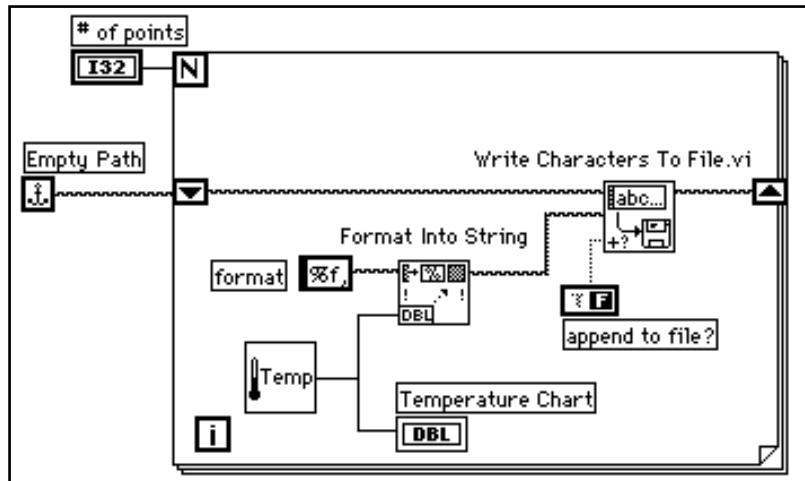 # of points
I32
N
Empty Path
Write Characters To File.vi
abc...
+?
Format Into String
format
%f,
%
! !
DBL
F
append to file?
Temp
Temperature Chart
DBL
i